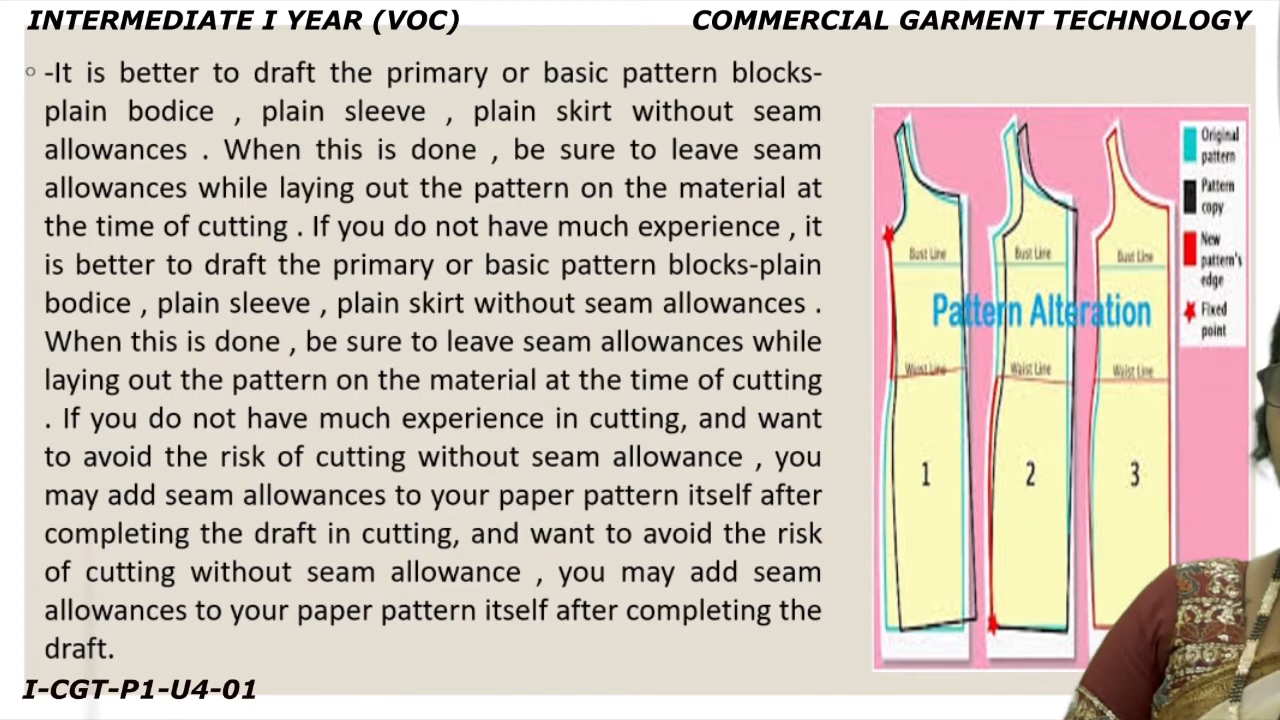 INTERMEDIATE I YEAR (VOC)
COMMERCIAL GARMENT TECHNOLOGY
-It is better to draft the primary or basic pattern blocks-
plain bodice , plain sleeve , plain skirt without seam
allowances . When this is done , be sure to leave seam
allowances while laying out the pattern on the material at
the time of cutting . If you do not have much experience , it
is better to draft the primary or basic pattern blocks-plain
bodice , plain sleeve , plain skirt without seam allowances .
When this is done , be sure to leave seam allowances while
laying out the pattern on the material at the time of cutting
. If you do not have much experience in cutting, and want
to avoid the risk of cutting without seam allowance , you
may add seam allowances to your paper pattern itself after
completing the draft in cutting, and want to avoid the risk
of cutting without seam allowance , you may add seam
allowances to your paper pattern itself after completing the
draft.
Original
pattern
Pattern
copy
New
pattern's
edge
Fixed
point
Bust Line
Bust Line
Bust Line
Pattern Alteration
Waist Line
Waist Line
Waist Line
1
2
3
I-CGT-P1-U4-01